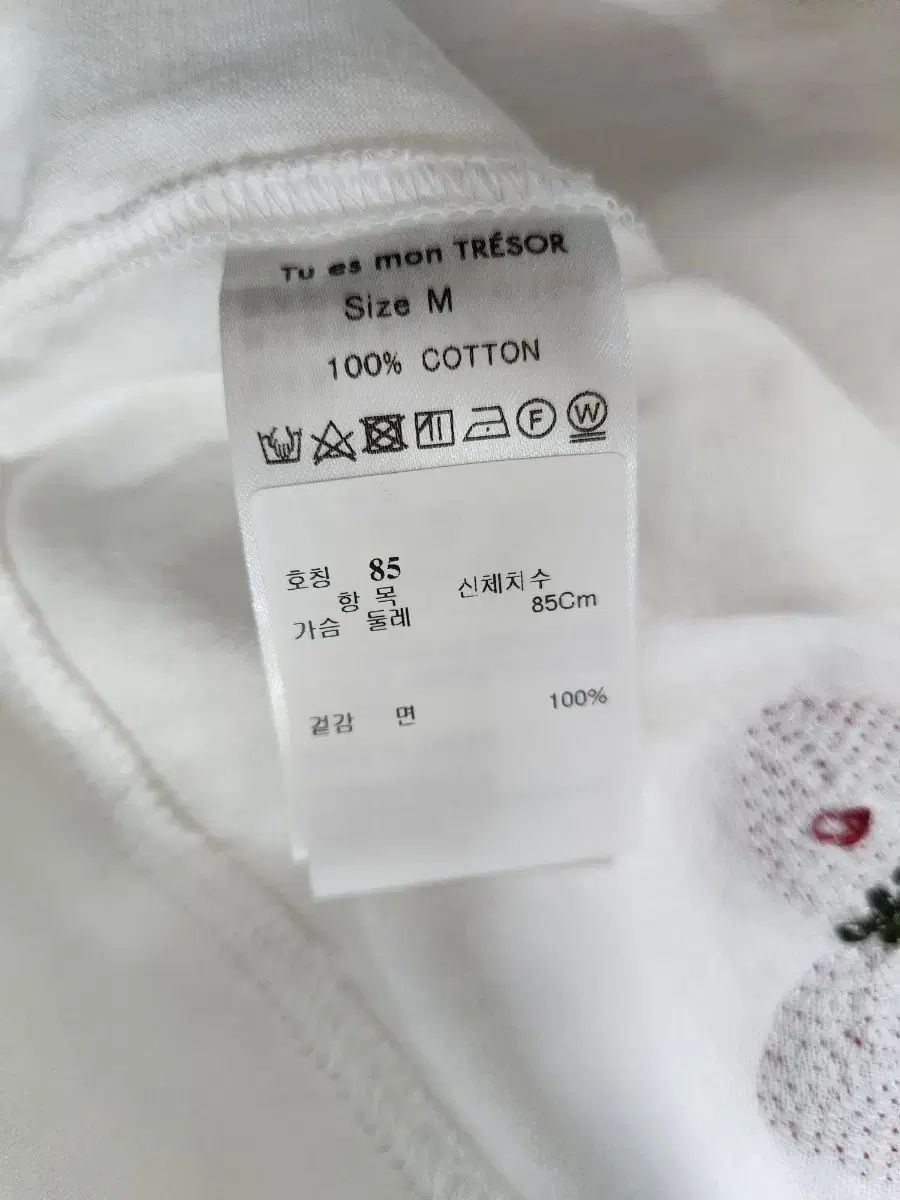 Tu es mon TRÉSOR
Size M
100% COTTON
F W
호칭 85
항 목 신체치수
가슴 둘레 85Cm
겉감 면 100%